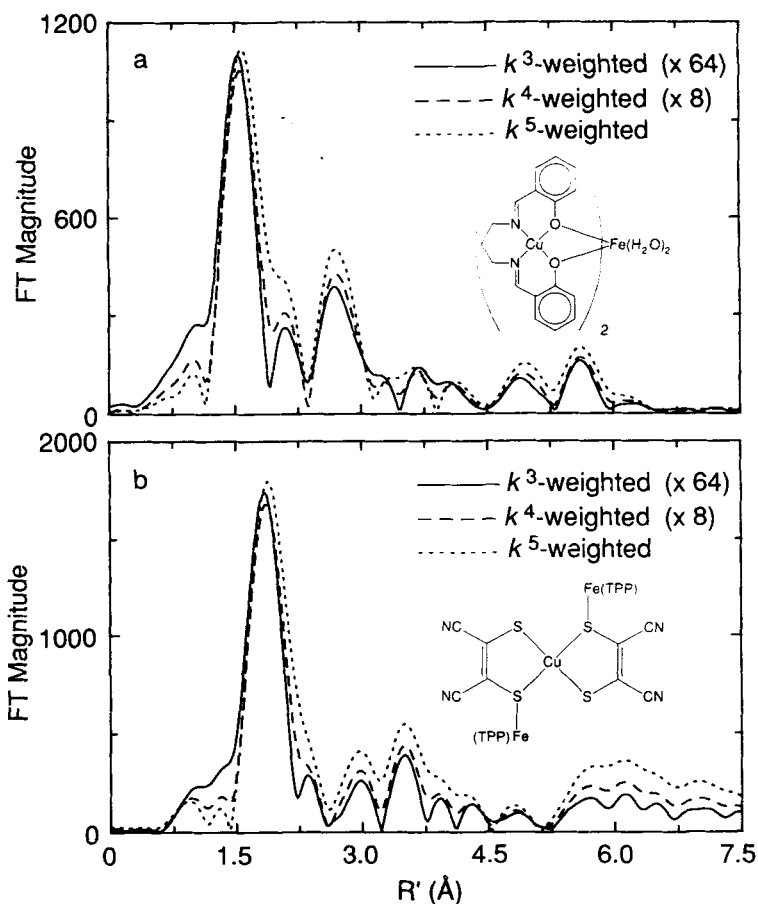 1200
a
k3-weighted (x 64)
k4-weighted (x 8)
k5-weighted
FT Magnitude
600
N
O
Cu
Fe(H2O)2
N
O
2
0
2000
b
k3-weighted (x 64)
k4-weighted (x 8)
k5-weighted
FT Magnitude
1000
Fe(TPP)
NC
S
S
CN
Cu
NC
S
S
CN
(TPP)Fe
0
0
1.5
3.0
4.5
6.0
7.5
R' (Å)